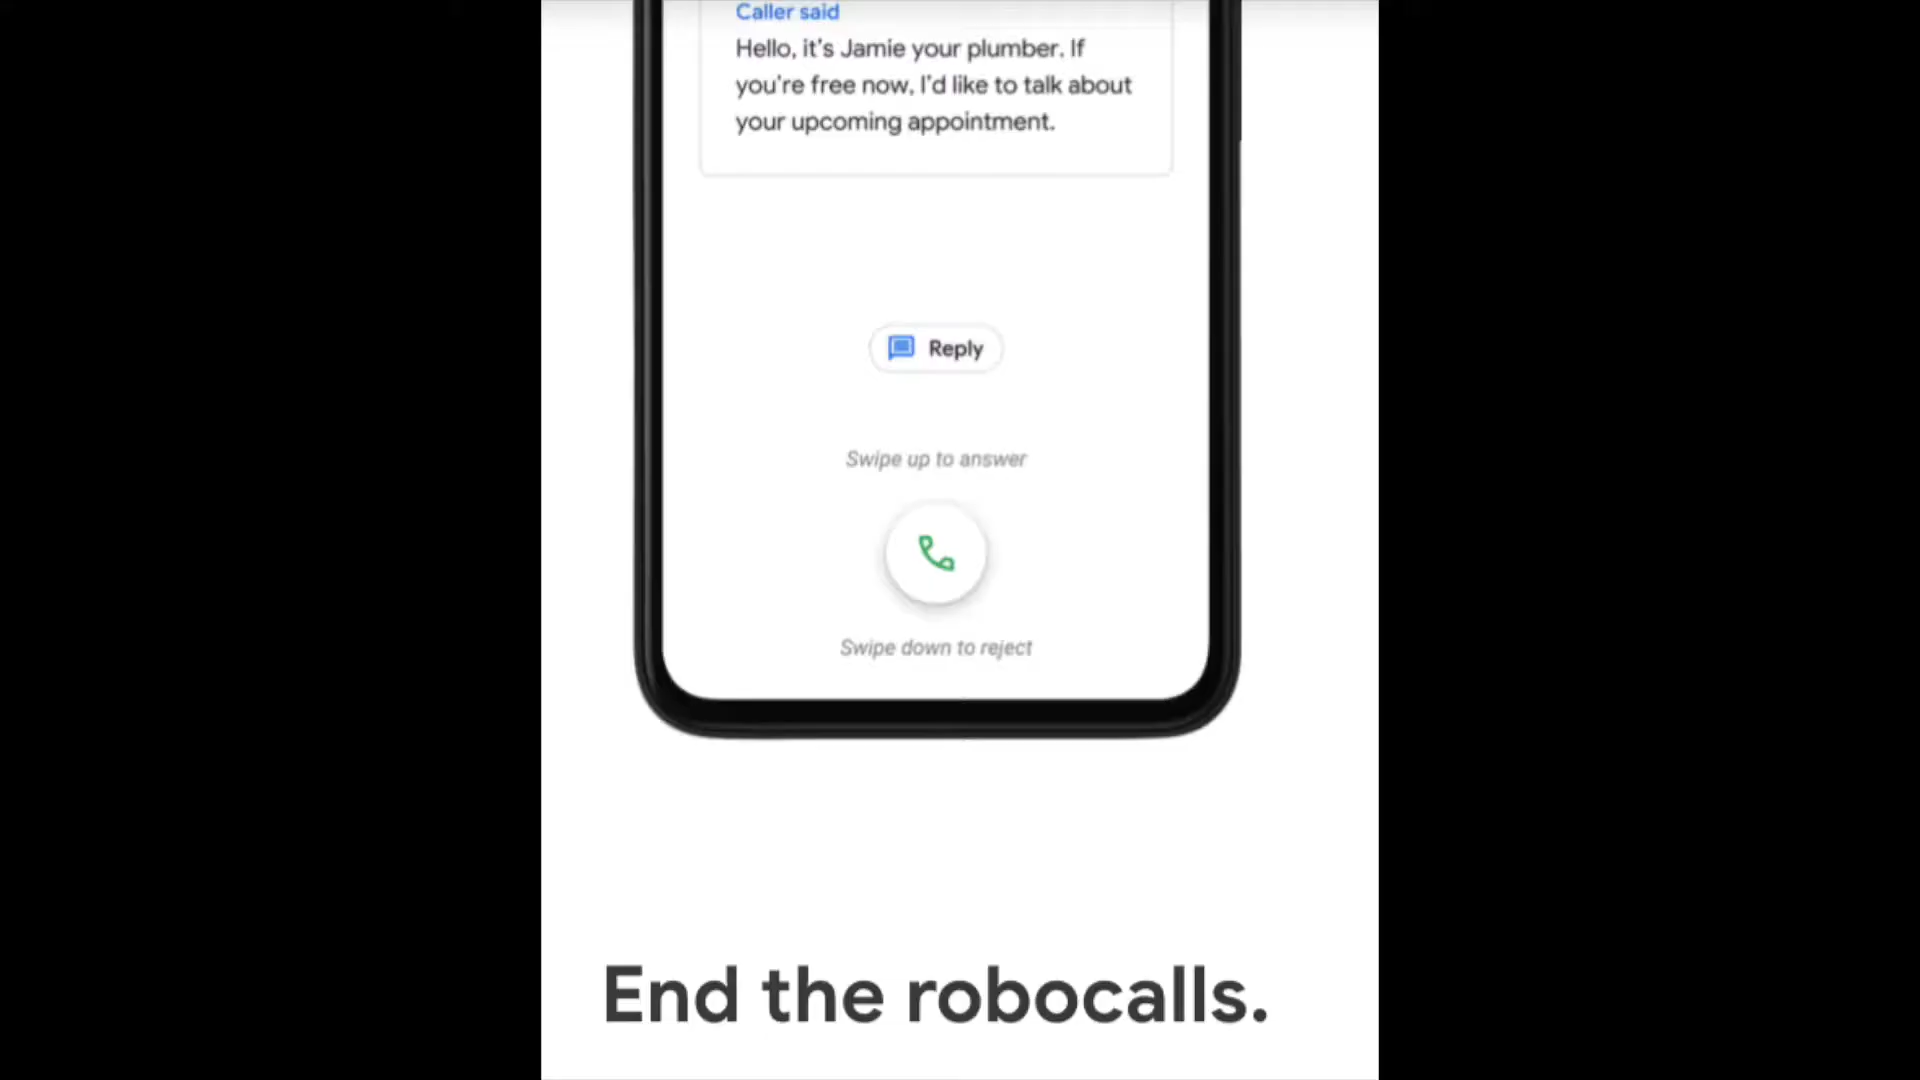 Caller said
Hello, it's Jamie your plumber. If
you're free now, I'd like to talk about
your upcoming appointment.
Reply
Swipe up to answer
Swipe down to reject
End the robocalls.